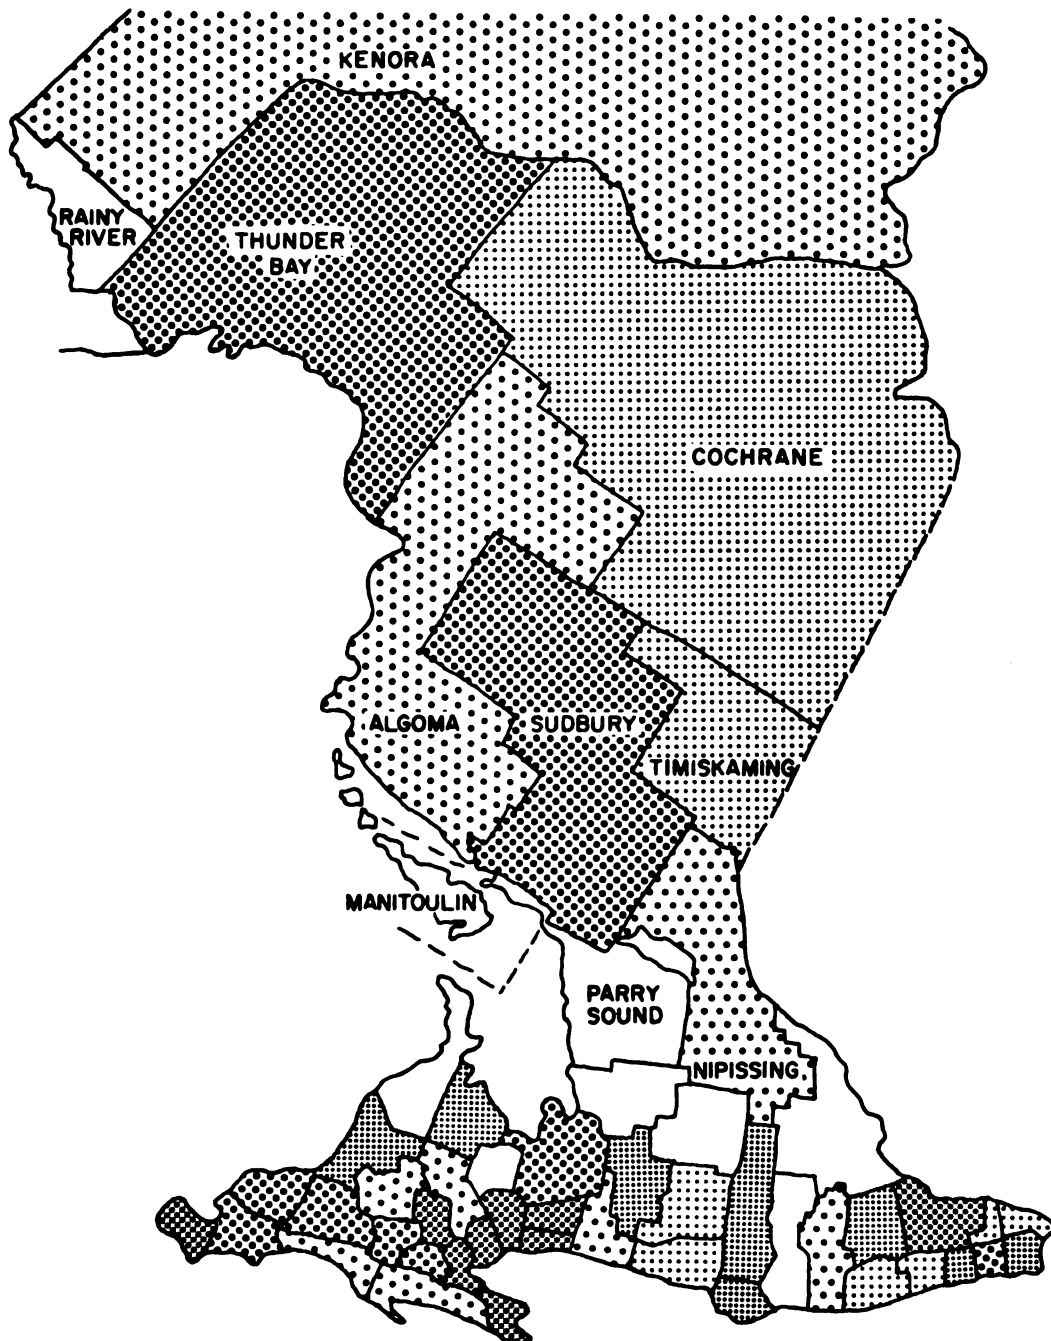 KENORA
RAINY
RIVER
THUNDER
BAY
COCHRANE
ALGOMA
SUDBURY
TIMISKAMING
MANITOULIN
PARRY
SOUND
NIPISSING